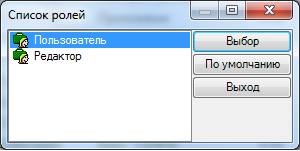 Список ролей
Пользователь
Редактор
Выбор
По умолчанию
Выход